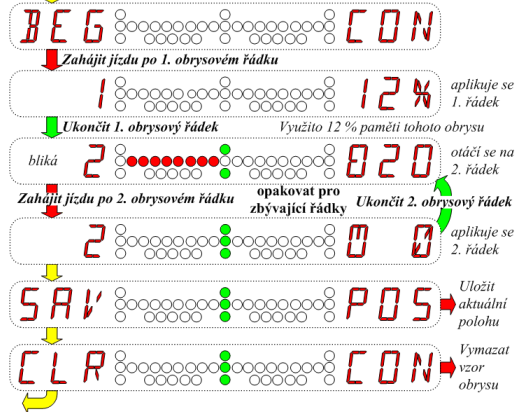 BEG CON
Zahájit jízdu po 1. obrysovém řádku
1 12% aplikuje se
1. řádek
Ukončit 1. obrysový řádek Využito 12 % paměti tohoto obrysu
bliká 2 020 otáčí se na
2. řádek
Zahájit jízdu po 2. obrysovém řádku opakovat pro
zbývající řádky Ukončit 2. obrysový řádek
2 M 0 aplikuje se
2. řádek
SAV POS Uložit
aktuální
polohu
CLR CON Vymazat
vzor
obrysu